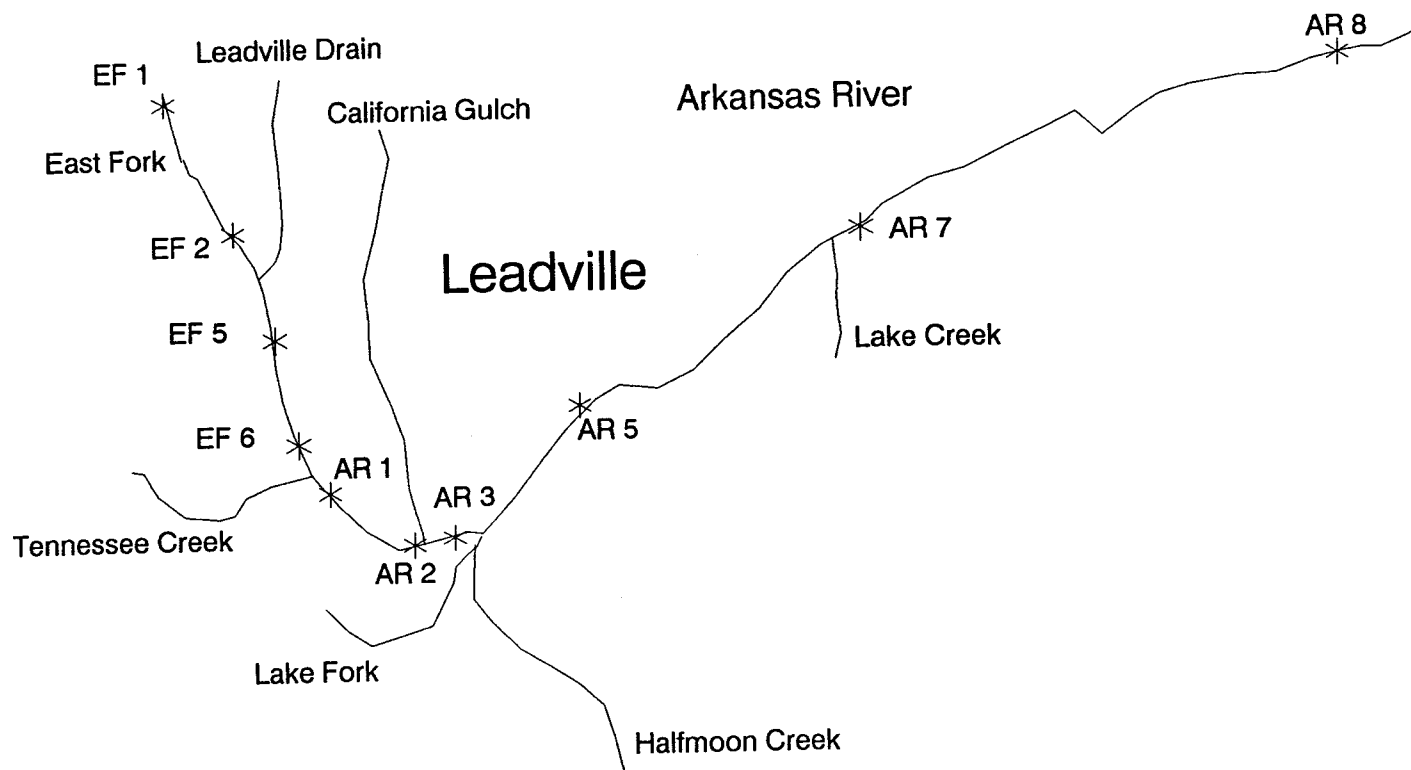 AR 8
Leadville Drain
EF 1
Arkansas River
California Gulch
East Fork
AR 7
EF 2
Leadville
EF 5
Lake Creek
AR 5
EF 6
AR 1
AR 3
Tennessee Creek
AR 2
Lake Fork
Halfmoon Creek